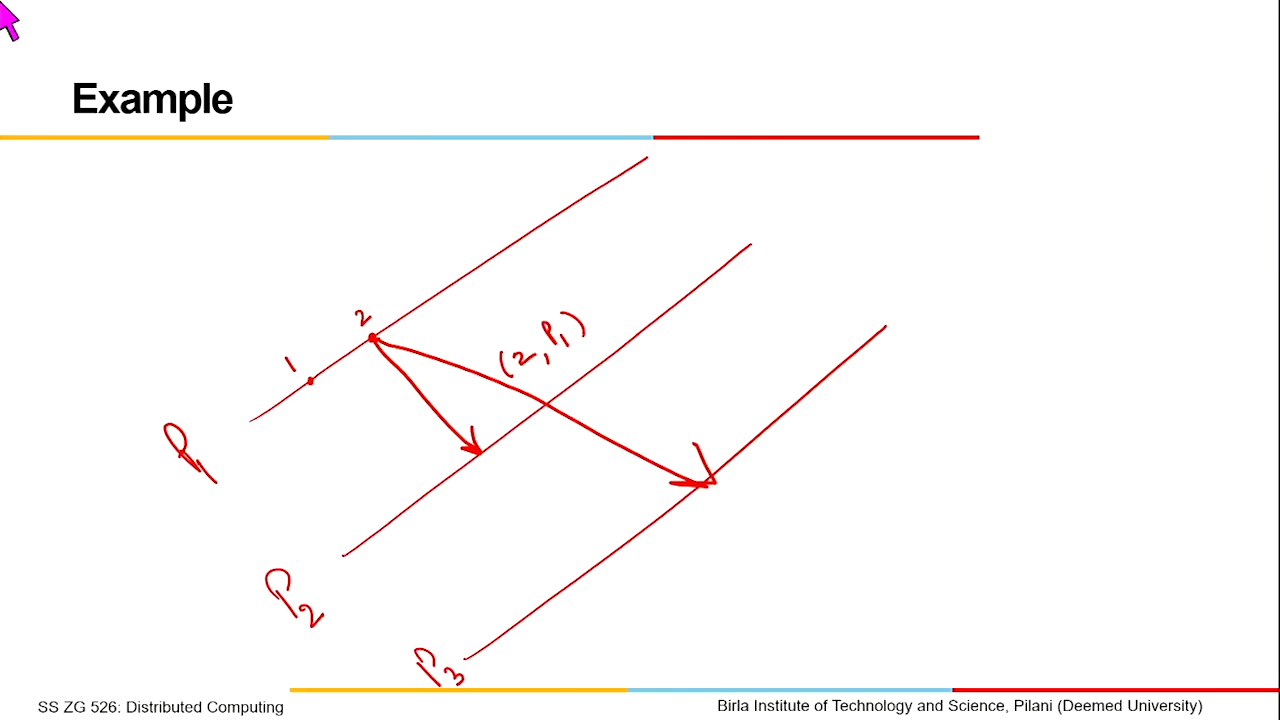 Example
2
(2, P1)
1
P1
P2
P3
SS ZG 526: Distributed Computing
Birla Institute of Technology and Science, Pilani (Deemed University)